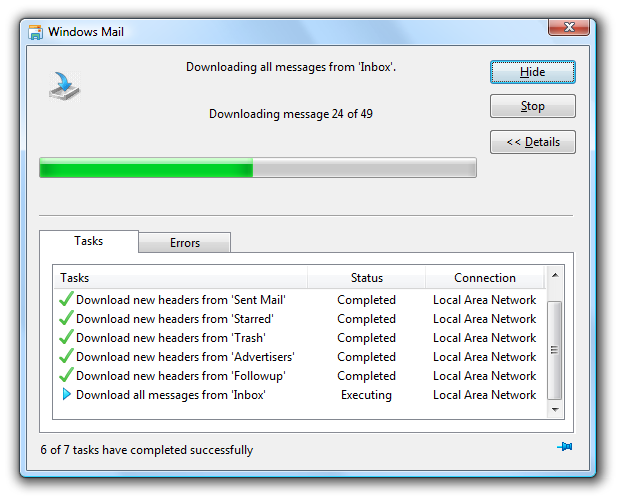 Windows Mail
Downloading all messages from 'Inbox'.
Hide
Downloading message 24 of 49
Stop
<< Details
Tasks
Errors
Tasks Status Connection
Download new headers from 'Sent Mail' Completed Local Area Network
Download new headers from 'Starred' Completed Local Area Network
Download new headers from 'Trash' Completed Local Area Network
Download new headers from 'Advertisers' Completed Local Area Network
Download new headers from 'Followup' Completed Local Area Network
Download all messages from 'Inbox' Executing Local Area Network
6 of 7 tasks have completed successfully